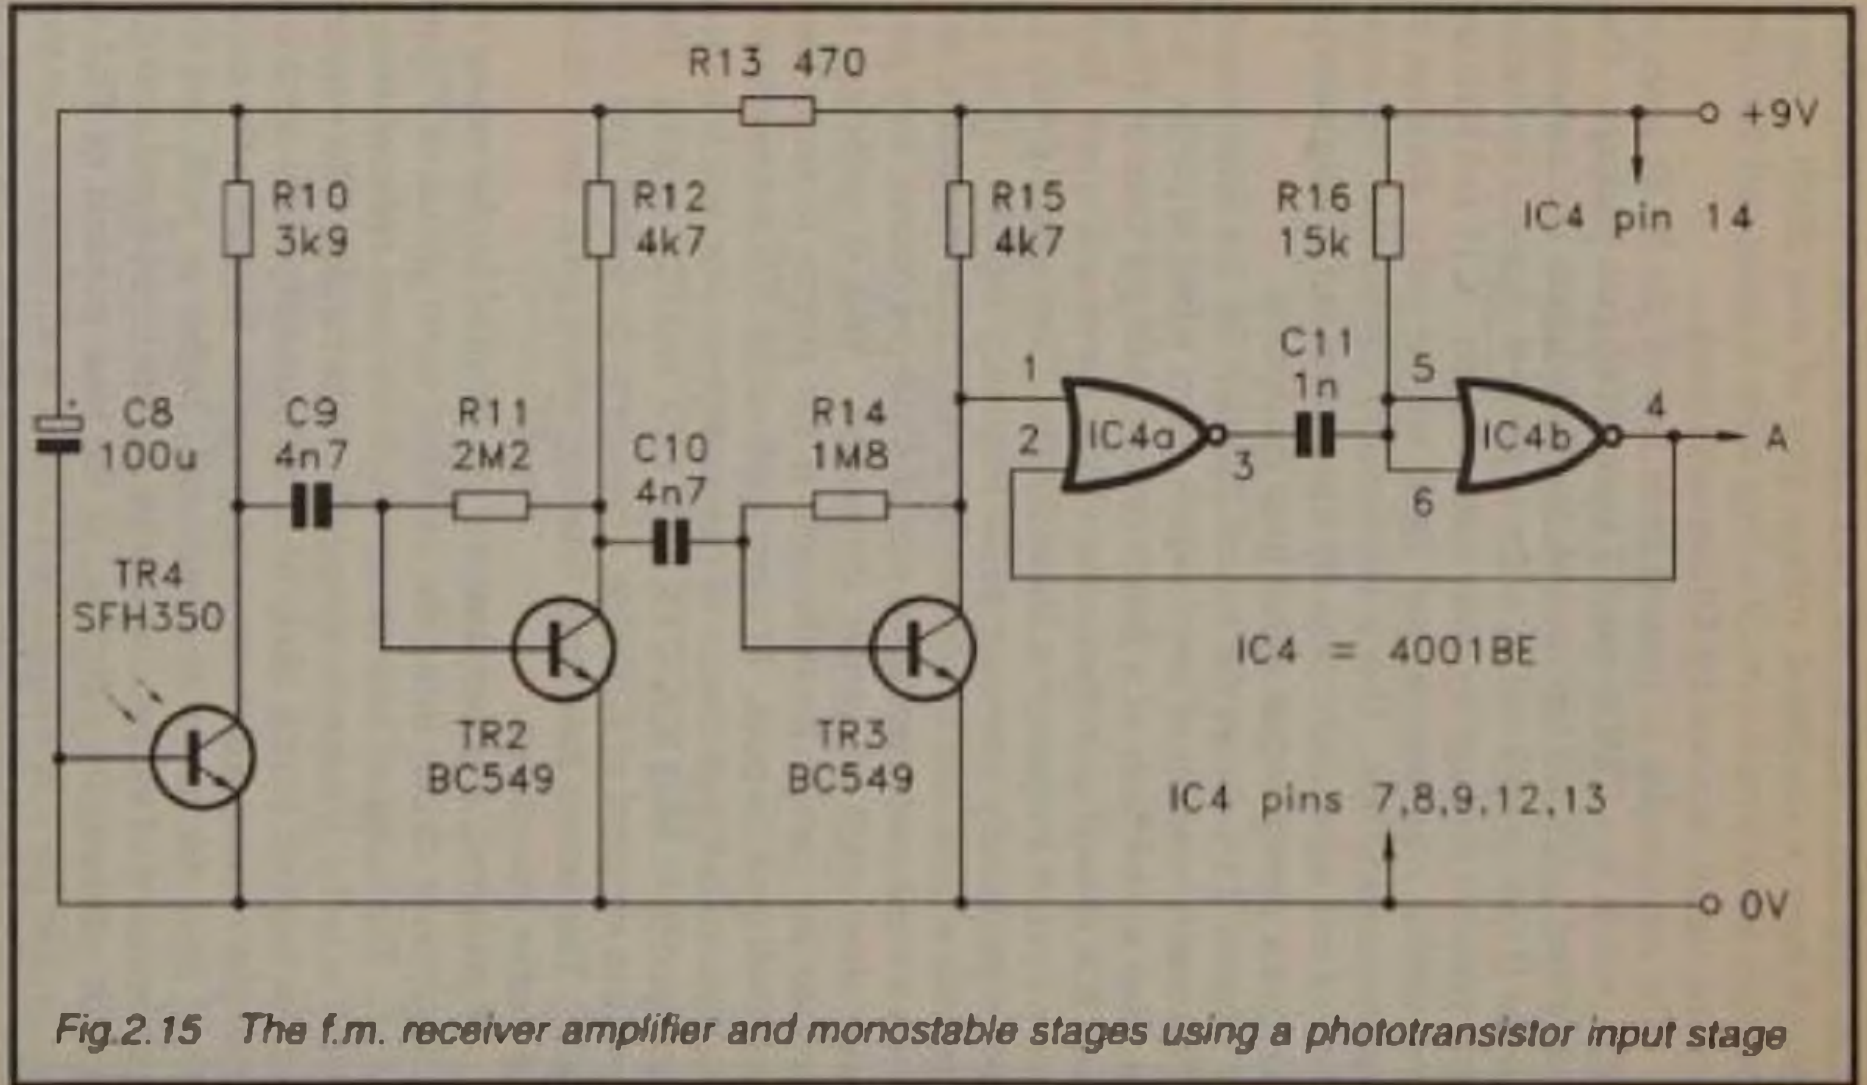 R13 470
+9V
R10
3k9
R12
4k7
R15
4k7
R16
15k
IC4 pin 14
C8
100u
C9
4n7
R11
2M2
C10
4n7
R14
1M8
C11
1n
1
2
IC4a
3
5
6
IC4b
4
A
TR4
SFH350
TR2
BC549
TR3
BC549
IC4 = 4001BE
IC4 pins 7,8,9,12,13
0V
Fig.2.15 The f.m. receiver amplifier and monostable stages using a phototransistor input stage